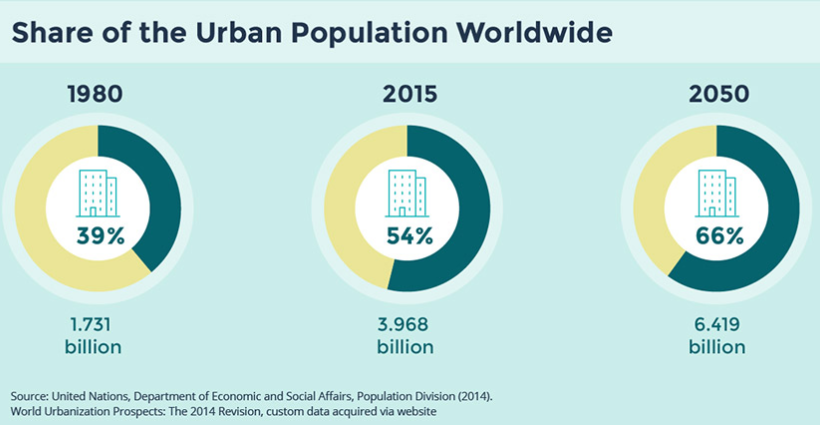 Share of the Urban Population Worldwide
1980
2015
2050
39%
54%
66%
1.731
billion
3.968
billion
6.419
billion
Source: United Nations, Department of Economic and Social Affairs, Population Division (2014).
World Urbanization Prospects: The 2014 Revision, custom data acquired via website